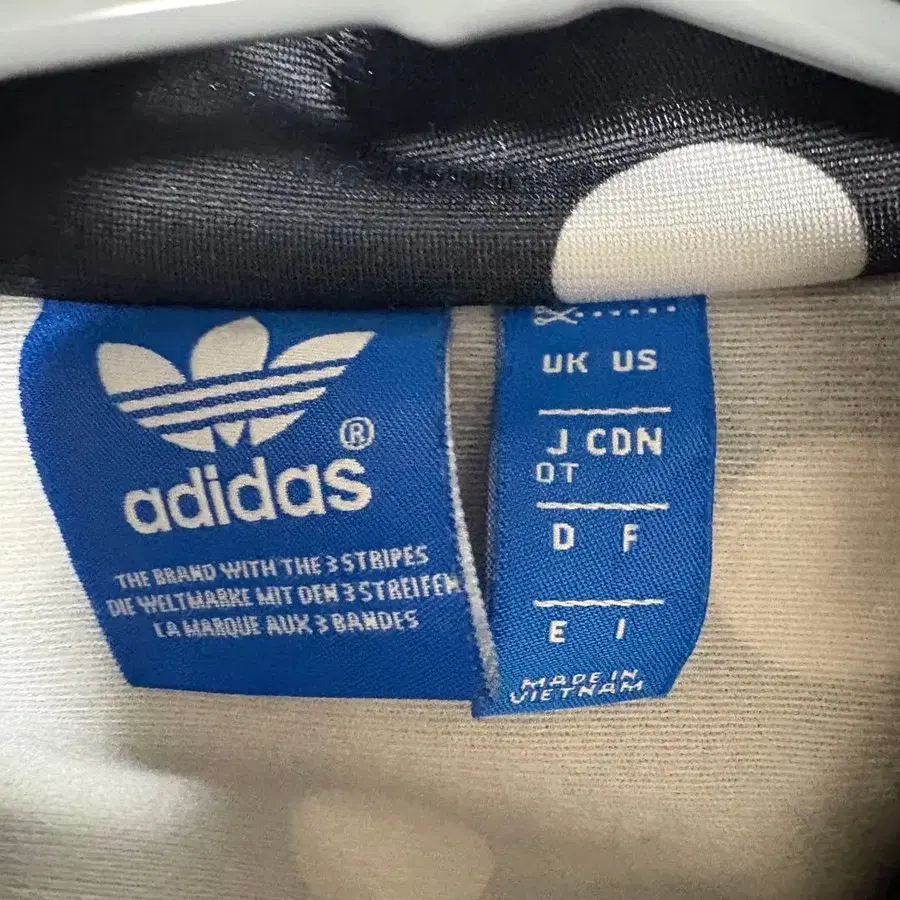 adidas®
THE BRAND WITH THE 3 STRIPES
DIE WELTMARKE MIT DEN 3 STREIFEN
LA MARQUE AUX 3 BANDES
UK US
J CDN
OT
D F
E I
MADE IN
VIETNAM